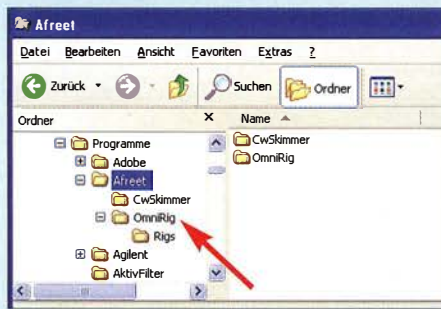 Afreet
Datei Bearbeiten Ansicht Favoriten Extras ?
Zurück Suchen Ordner
Ordner
Name
Programme
Adobe
Afreet
CwSkimmer
OmniRig
Rigs
Agilent
AktivFilter
CwSkimmer
OmniRig